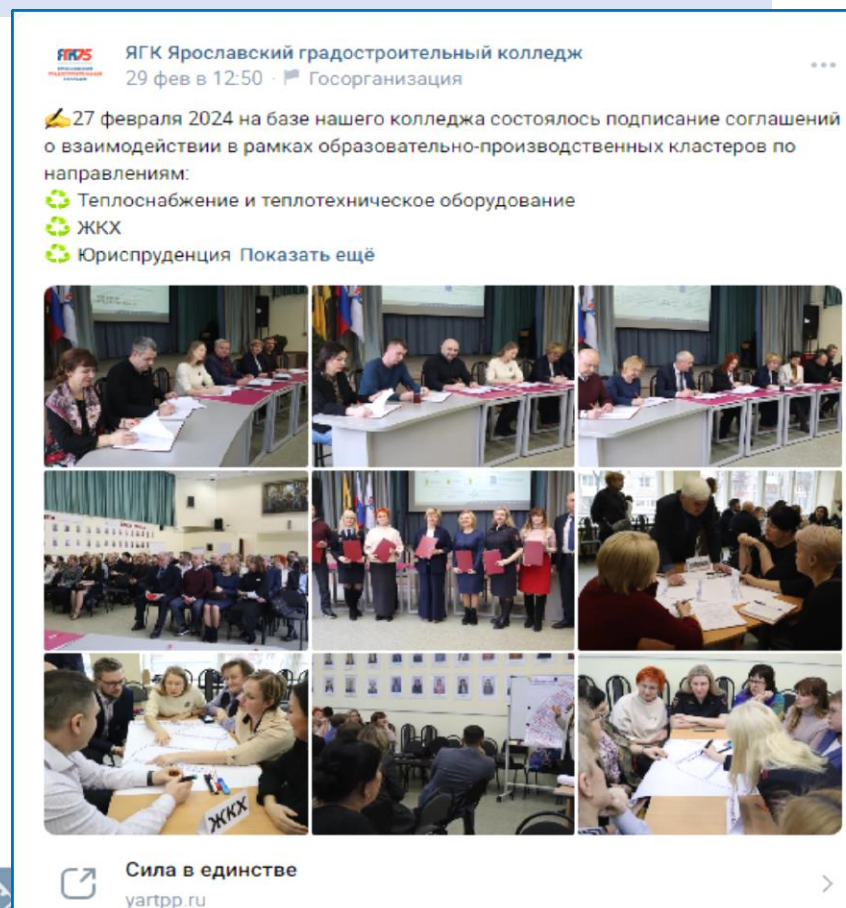 ЯГК75
ЯГК Ярославский градостроительный колледж
29 фев в 12:50 · Госорганизация
27 февраля 2024 на базе нашего колледжа состоялось подписание соглашений
о взаимодействии в рамках образовательно-производственных кластеров по
направлениям:
Теплоснабжение и теплотехническое оборудование
ЖКХ
Юриспруденция Показать ещё
ЖКХ
Сила в единстве
yartpp.ru